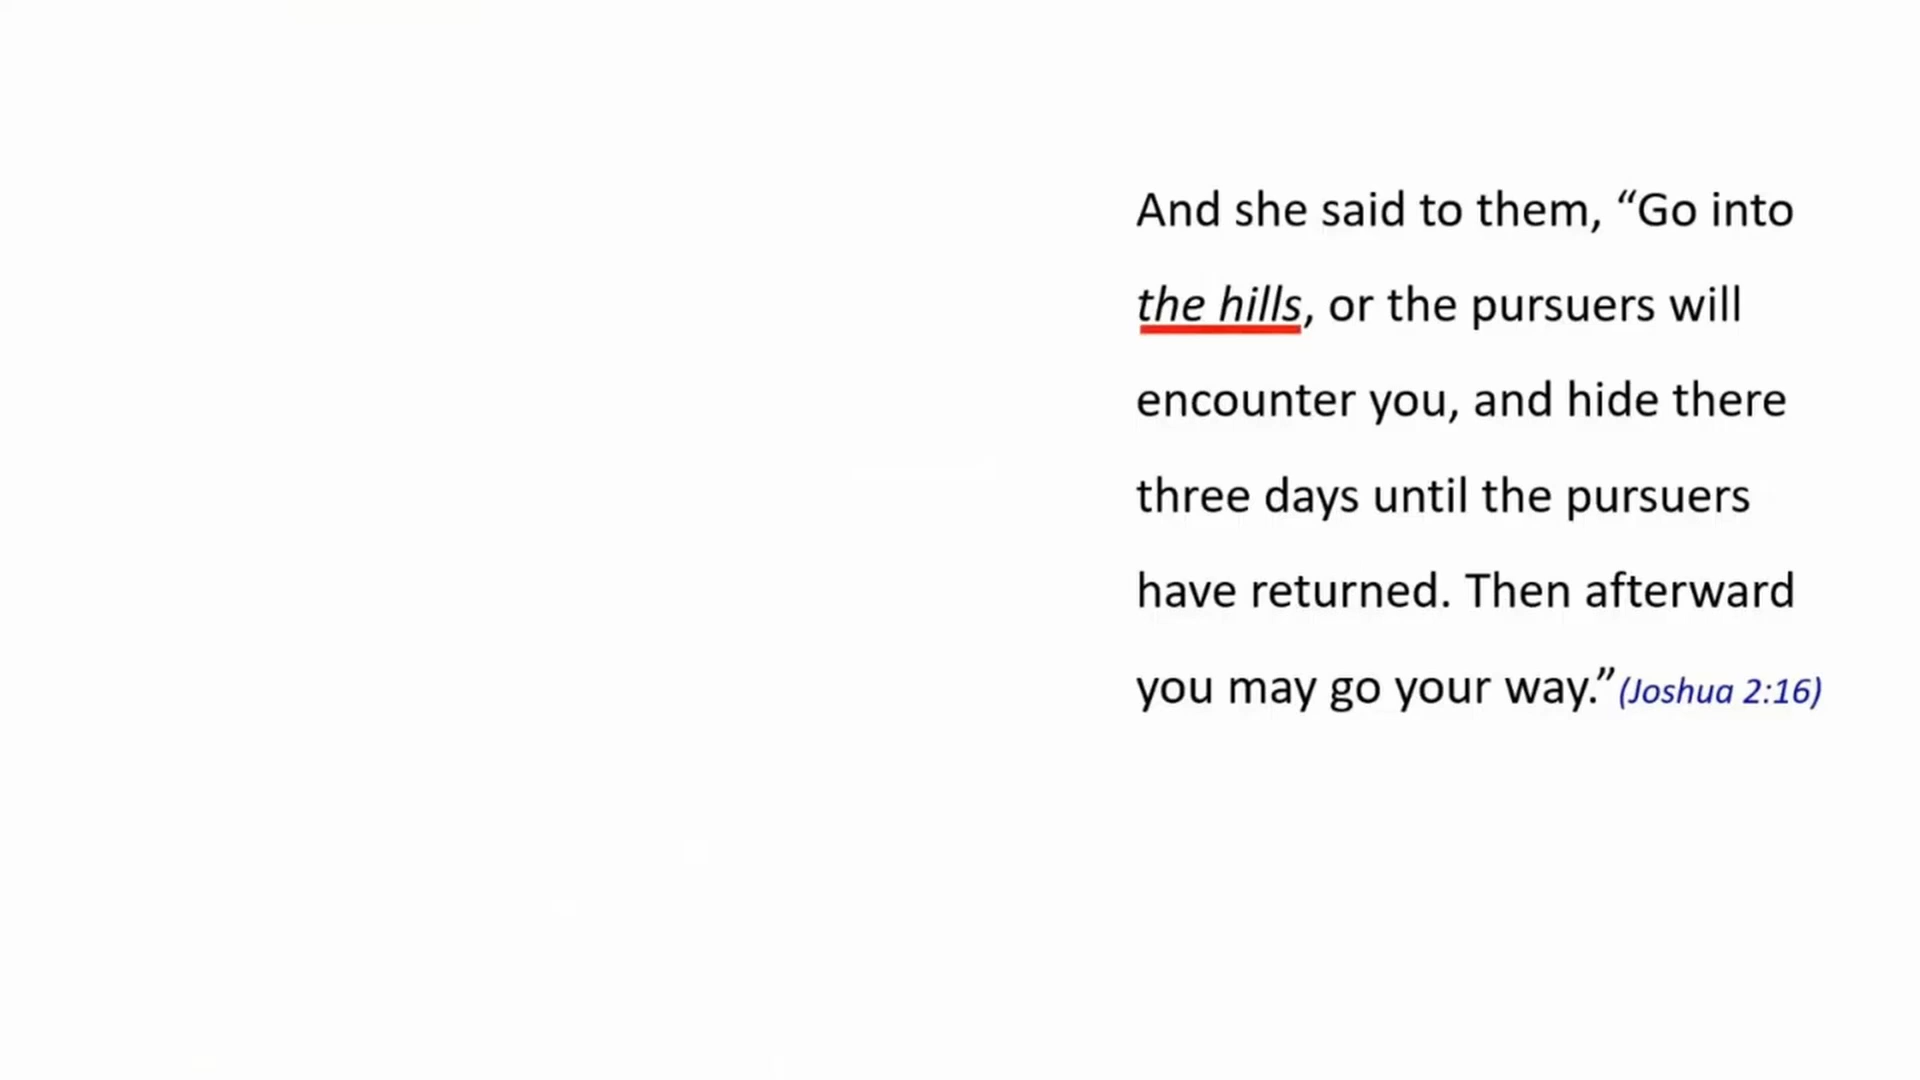 And she said to them, “Go into
the hills, or the pursuers will
encounter you, and hide there
three days until the pursuers
have returned. Then afterward
you may go your way.”(Joshua 2:16)